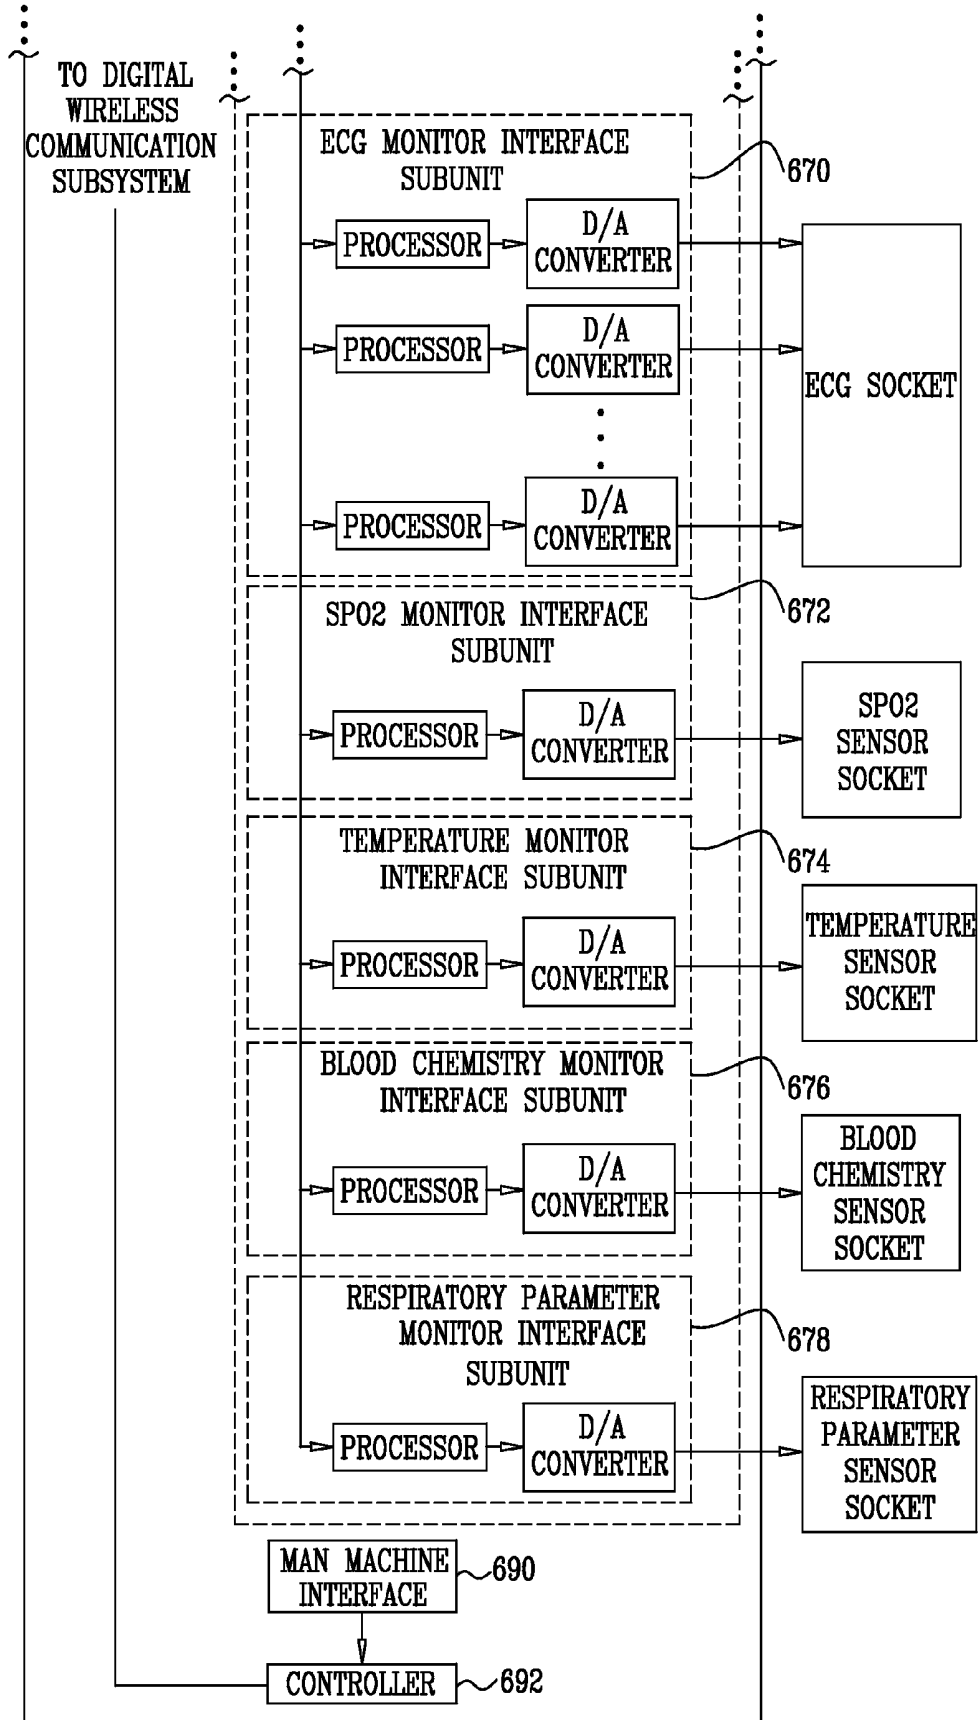 TO DIGITAL
WIRELESS
COMMUNICATION
SUBSYSTEM
ECG MONITOR INTERFACE
SUBUNIT
670
PROCESSOR
D/A
CONVERTER
PROCESSOR
D/A
CONVERTER
ECG SOCKET
PROCESSOR
D/A
CONVERTER
SPO2 MONITOR INTERFACE
SUBUNIT
672
PROCESSOR
D/A
CONVERTER
SPO2
SENSOR
SOCKET
TEMPERATURE MONITOR
INTERFACE SUBUNIT
674
PROCESSOR
D/A
CONVERTER
TEMPERATURE
SENSOR
SOCKET
BLOOD CHEMISTRY MONITOR
INTERFACE SUBUNIT
676
PROCESSOR
D/A
CONVERTER
BLOOD
CHEMISTRY
SENSOR
SOCKET
RESPIRATORY PARAMETER
MONITOR INTERFACE
SUBUNIT
678
PROCESSOR
D/A
CONVERTER
RESPIRATORY
PARAMETER
SENSOR
SOCKET
MAN MACHINE
INTERFACE
690
CONTROLLER
692